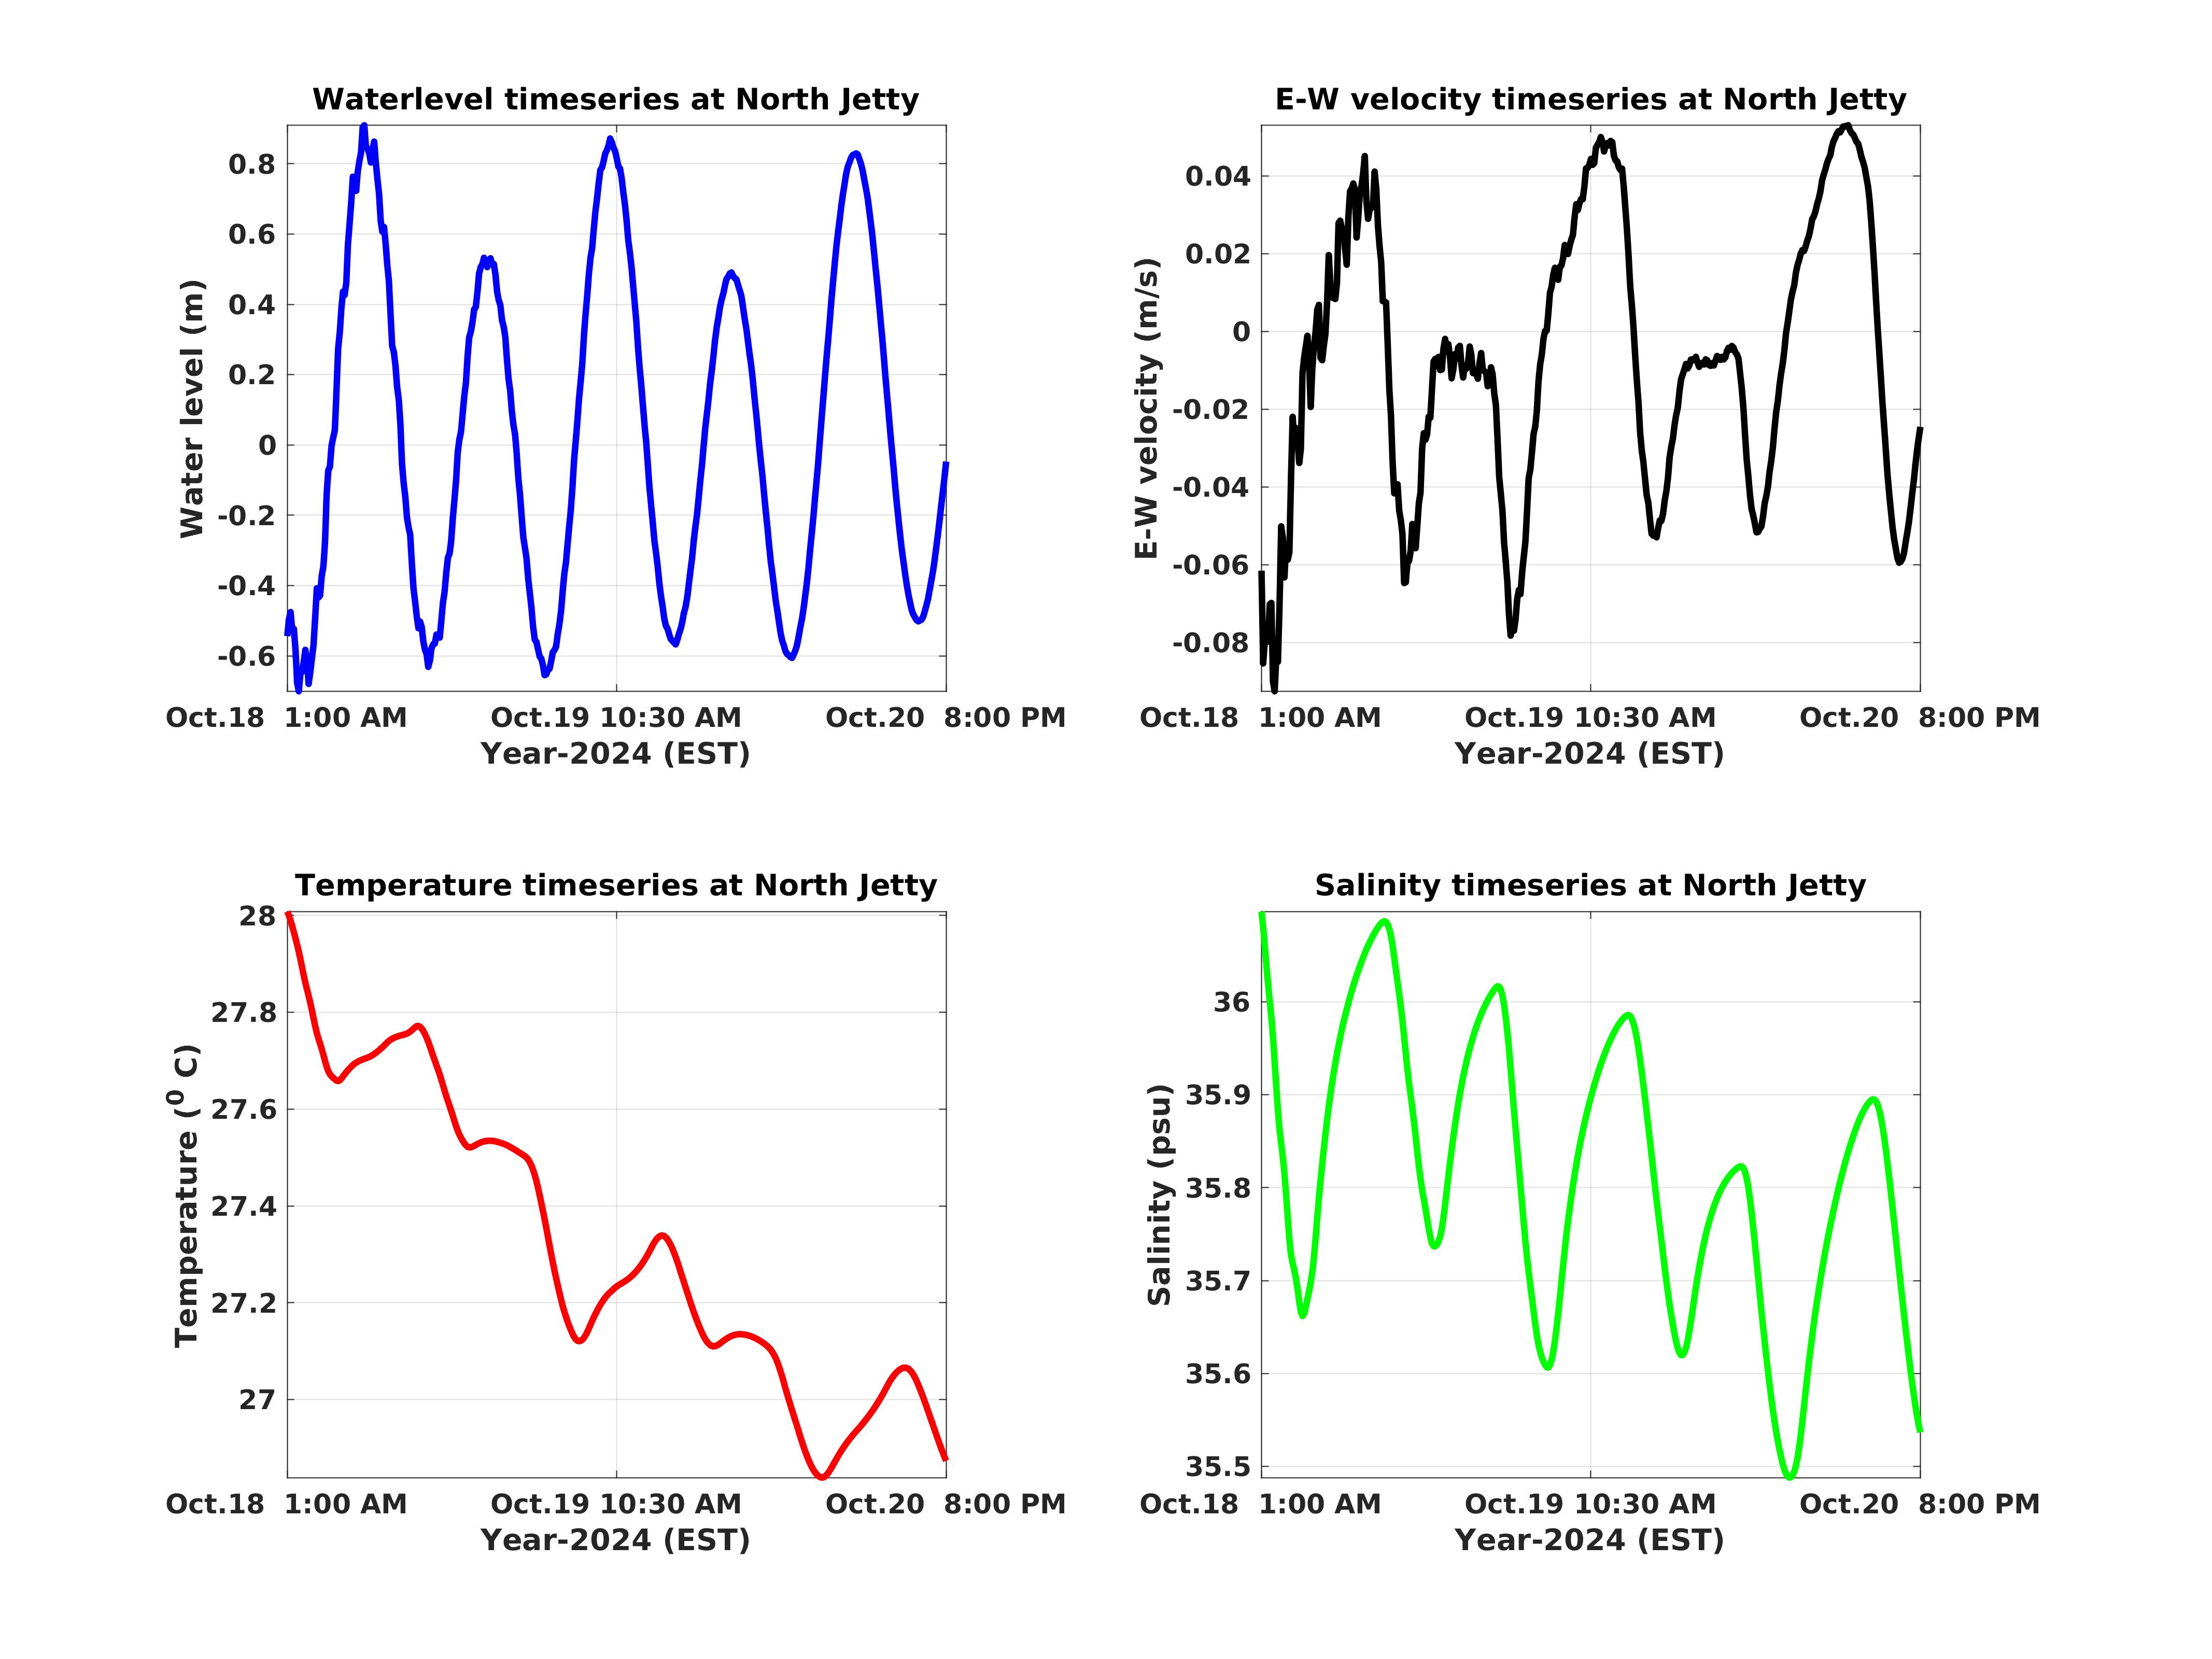 Waterlevel timeseries at North Jetty
Water level (m)
0.8
0.6
0.4
0.2
0
-0.2
-0.4
-0.6
Oct.18 1:00 AM Oct.19 10:30 AM Oct.20 8:00 PM
Year-2024 (EST)
E-W velocity timeseries at North Jetty
E-W velocity (m/s)
0.04
0.02
0
-0.02
-0.04
-0.06
-0.08
Oct.18 1:00 AM Oct.19 10:30 AM Oct.20 8:00 PM
Year-2024 (EST)
Temperature timeseries at North Jetty
Temperature (⁰ C)
28
27.8
27.6
27.4
27.2
27
Oct.18 1:00 AM Oct.19 10:30 AM Oct.20 8:00 PM
Year-2024 (EST)
Salinity timeseries at North Jetty
Salinity (psu)
36
35.9
35.8
35.7
35.6
35.5
Oct.18 1:00 AM Oct.19 10:30 AM Oct.20 8:00 PM
Year-2024 (EST)